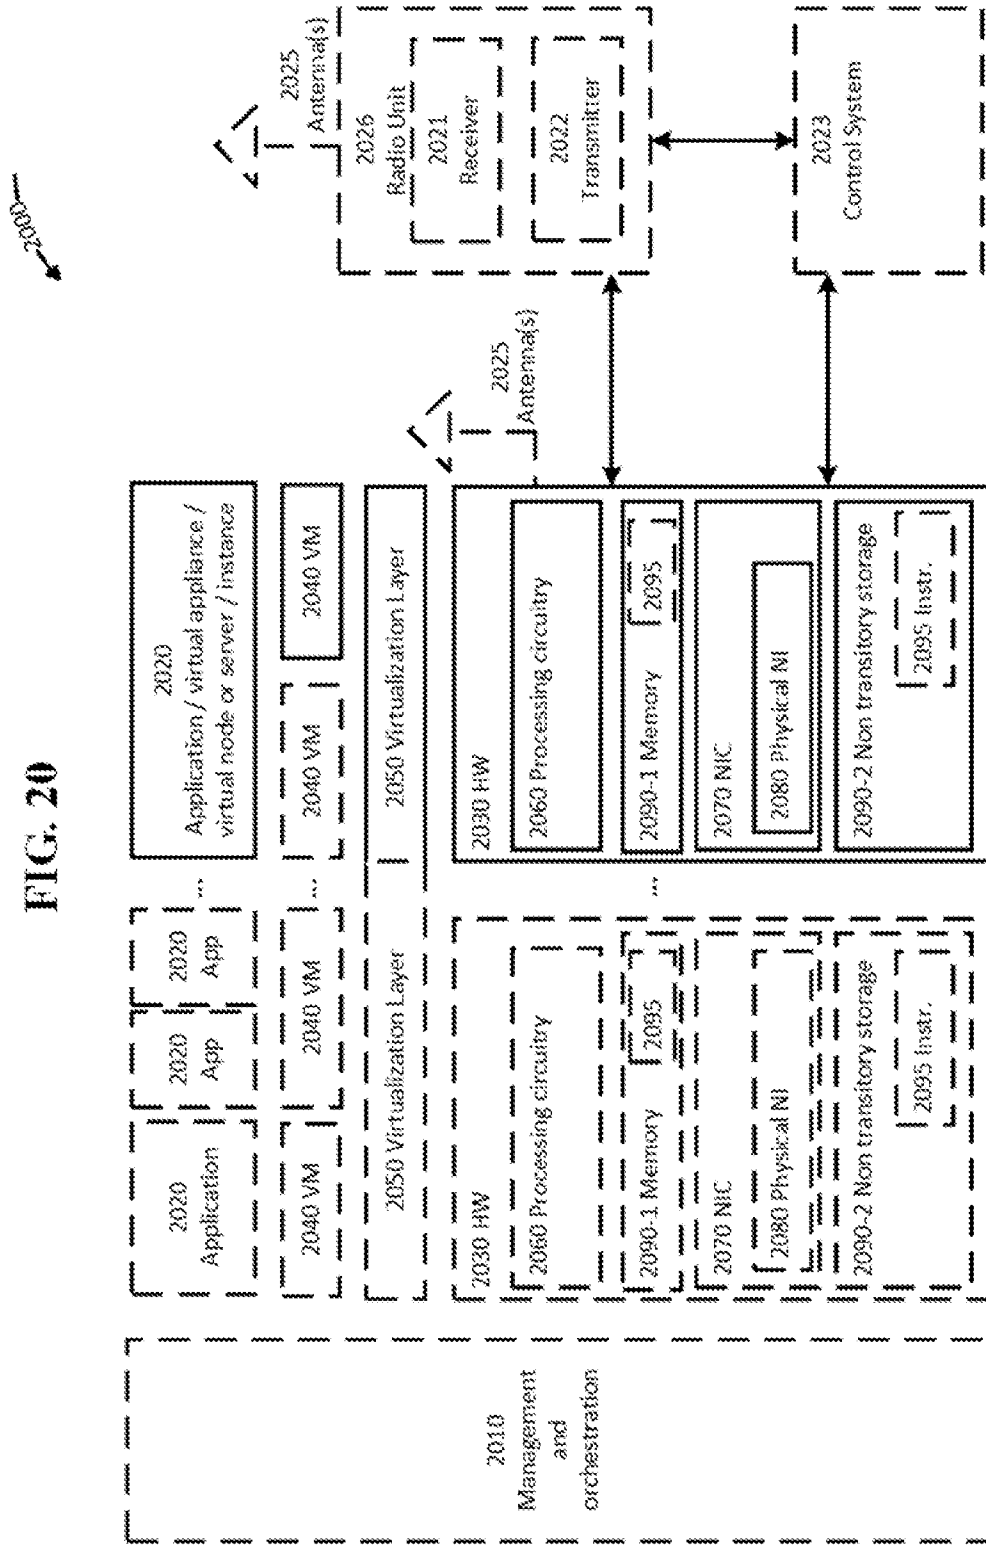 FIG. 20
2000
2010
Management
and
orchestration
2020
Application
2020
App
2020
App
...
2020
Application / virtual appliance /
virtual node or server / instance
2040 VM
2040 VM
...
2040 VM
2040 VM
2050 Virtualization Layer
2050 Virtualization Layer
2030 HW
2060 Processing circuitry
2090-1 Memory
2095
2070 NIC
2080 Physical NI
2090-2 Non transitory storage
2095 Instr.
...
2030 HW
2060 Processing circuitry
2090-1 Memory
2095
2070 NIC
2080 Physical NI
2090-2 Non transitory storage
2095 Instr.
2025
Antenna(s)
2025
Antenna(s)
2026
Radio Unit
2021
Receiver
2022
Transmitter
2023
Control System